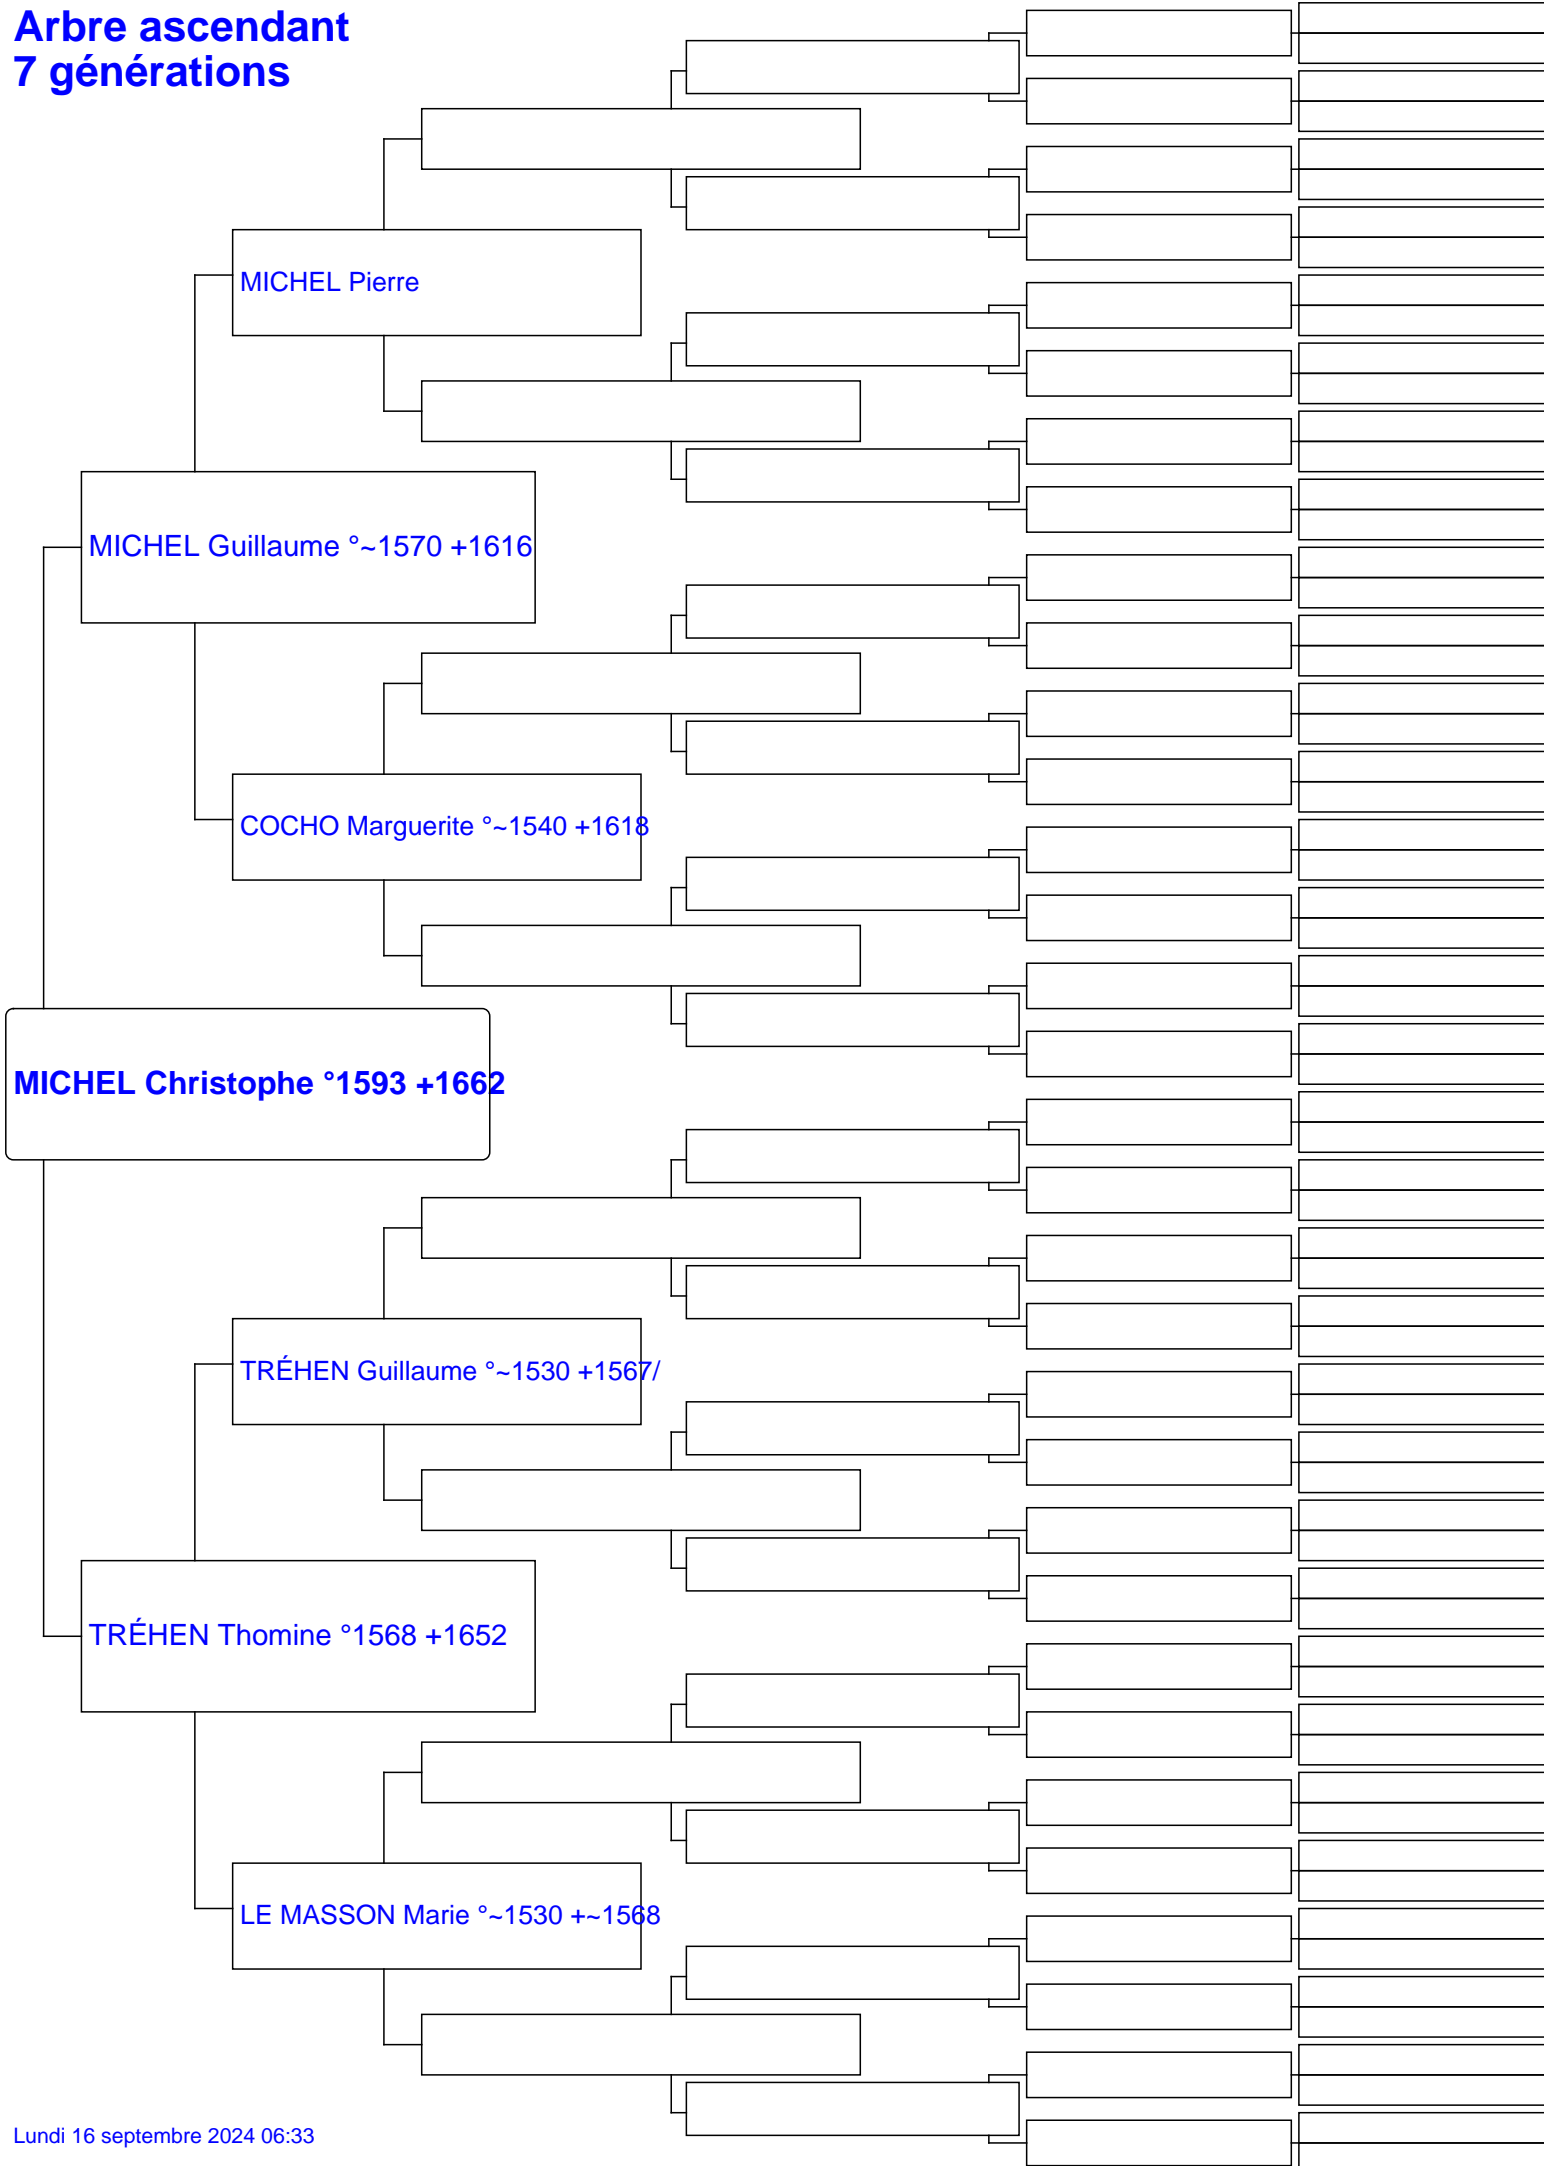 Arbre ascendant
7 générations
MICHEL Pierre
MICHEL Guillaume °~1570 +1616
COCHO Marguerite °~1540 +1618
MICHEL Christophe °1593 +1662
TRÉHEN Guillaume °~1530 +1567/
TRÉHEN Thomine °1568 +1652
LE MASSON Marie °~1530 +~1568
Lundi 16 septembre 2024 06:33